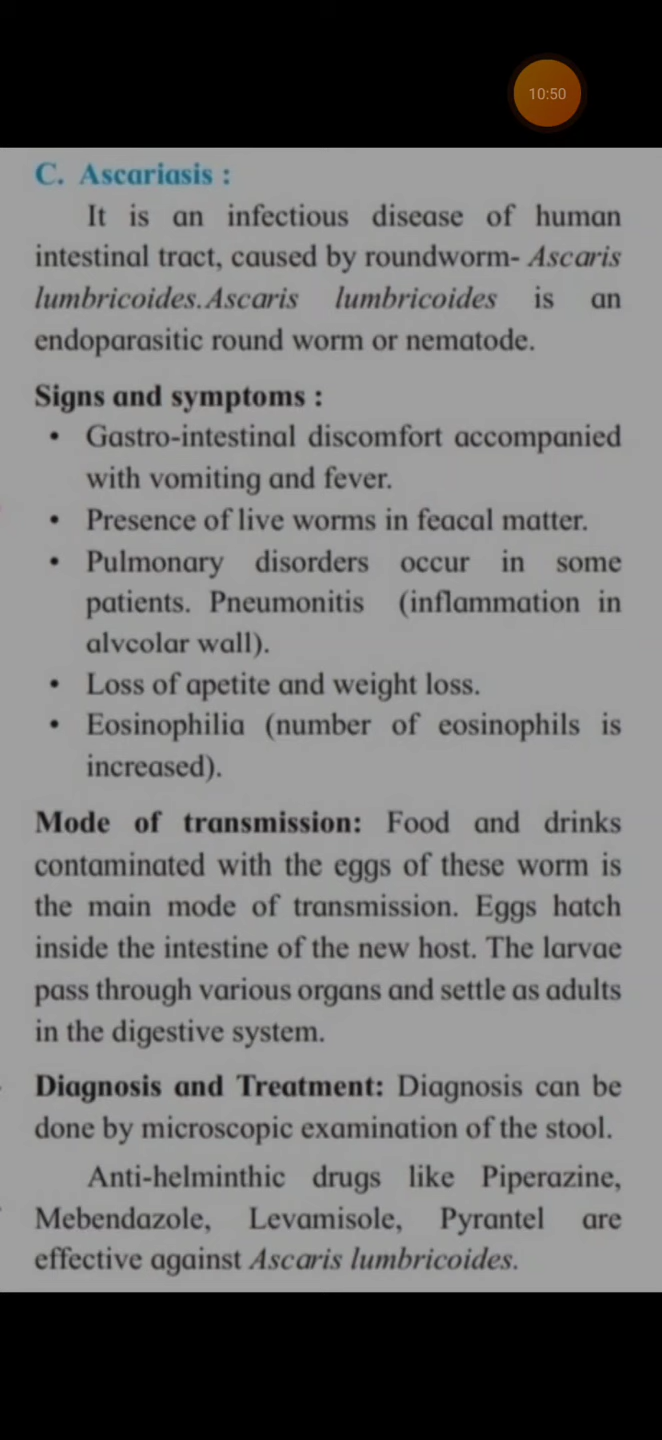 10:50
C. Ascariasis :
It is an infectious disease of human
intestinal tract, caused by roundworm- Ascaris
lumbricoides.Ascaris lumbricoides is an
endoparasitic round worm or nematode.
Signs and symptoms :
• Gastro-intestinal discomfort accompanied
with vomiting and fever.
• Presence of live worms in feacal matter.
• Pulmonary disorders occur in some
patients. Pneumonitis (inflammation in
alveolar wall).
• Loss of apetite and weight loss.
• Eosinophilia (number of eosinophils is
increased).
Mode of transmission: Food and drinks
contaminated with the eggs of these worm is
the main mode of transmission. Eggs hatch
inside the intestine of the new host. The larvae
pass through various organs and settle as adults
in the digestive system.
Diagnosis and Treatment: Diagnosis can be
done by microscopic examination of the stool.
Anti-helminthic drugs like Piperazine,
Mebendazole, Levamisole, Pyrantel are
effective against Ascaris lumbricoides.